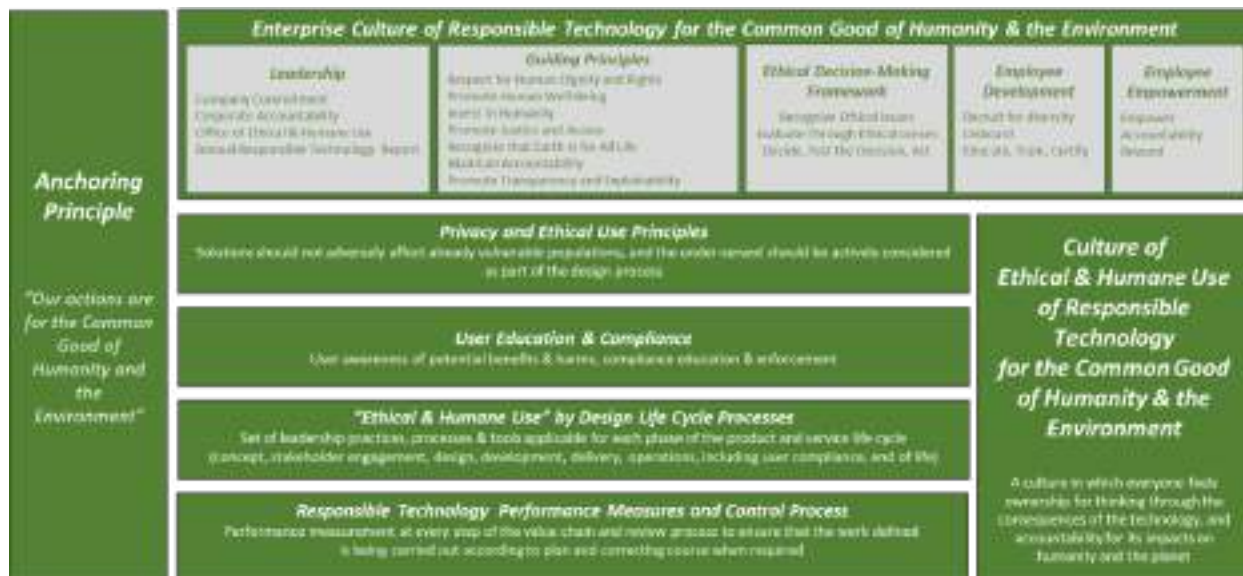 Anchoring
Principle
"Our actions are
for the Common
Good of
Humanity and
the
Environment"
Enterprise Culture of Responsible Technology for the Common Good of Humanity & the Environment
Leadership
Company Commitment
Corporate Accountability
Office of Ethical & Humane Use
Annual Responsible Technology Report
Guiding Principles
Respect for Human Dignity and Rights
Promote Human Well-Being
Invest in Humanity
Promote Justice and Access
Recognize that Earth is for All Life
Maintain Accountability
Promote Transparency and Explainability
Ethical Decision-Making
Framework
Recognize Ethical Issues
Evaluate Through Ethical Lenses
Decide, Test the Decision, Act
Employee
Development
Recruit for Diversity
Onboard
Educate, Train, Certify
Employee
Empowerment
Empower
Accountability
Reward
Privacy and Ethical Use Principles
Solutions should not adversely affect already vulnerable populations, and the under-served should be actively considered
as part of the design process
User Education & Compliance
User awareness of potential benefits & harms, compliance education & enforcement
"Ethical & Humane Use" by Design Life Cycle Processes
Set of leadership practices, processes & tools applicable for each phase of the product and service life cycle
(concept, stakeholder engagement, design, development, delivery, operations, including user compliance, end of life)
Responsible Technology Performance Measures and Control Process
Performance measurement at every step of the value chain and review process to ensure that the work defined
is being carried out according to plan and correcting course when required
Culture of
Ethical & Humane Use
of Responsible
Technology
for the Common Good
of Humanity & the
Environment
A culture in which everyone feels
ownership for thinking through the
consequences of the technology, and
accountability for its impacts on
humanity and the planet